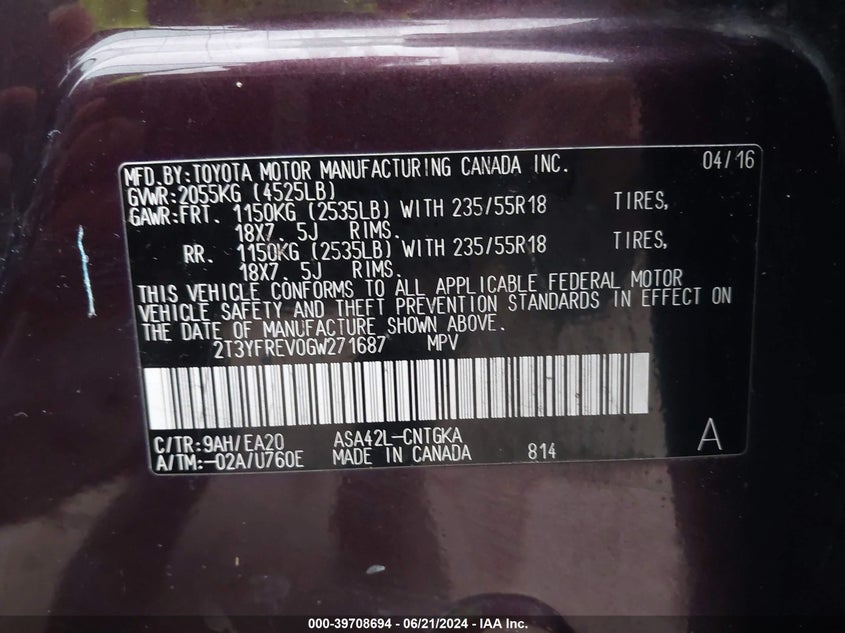 MFD.BY:TOYOTA MOTOR MANUFACTURING CANADA INC. 04/16
GVWR:2055KG (4525LB)
GAWR:FRT. 1150KG (2535LB) WITH 235/55R18 TIRES,
18X7. 5J RIMS.
RR. 1150KG (2535LB) WITH 235/55R18 TIRES,
18X7. 5J RIMS.
THIS VEHICLE CONFORMS TO ALL APPLICABLE FEDERAL MOTOR
VEHICLE SAFETY AND THEFT PREVENTION STANDARDS IN EFFECT ON
THE DATE OF MANUFACTURE SHOWN ABOVE.
2T3YFREV0GW271687 MPV
C/TR:9AH/EA20 ASA42L-CNTGKA A
A/TM:-02A/U760E MADE IN CANADA 814
000-39708694 - 06/21/2024 - IAA Inc.